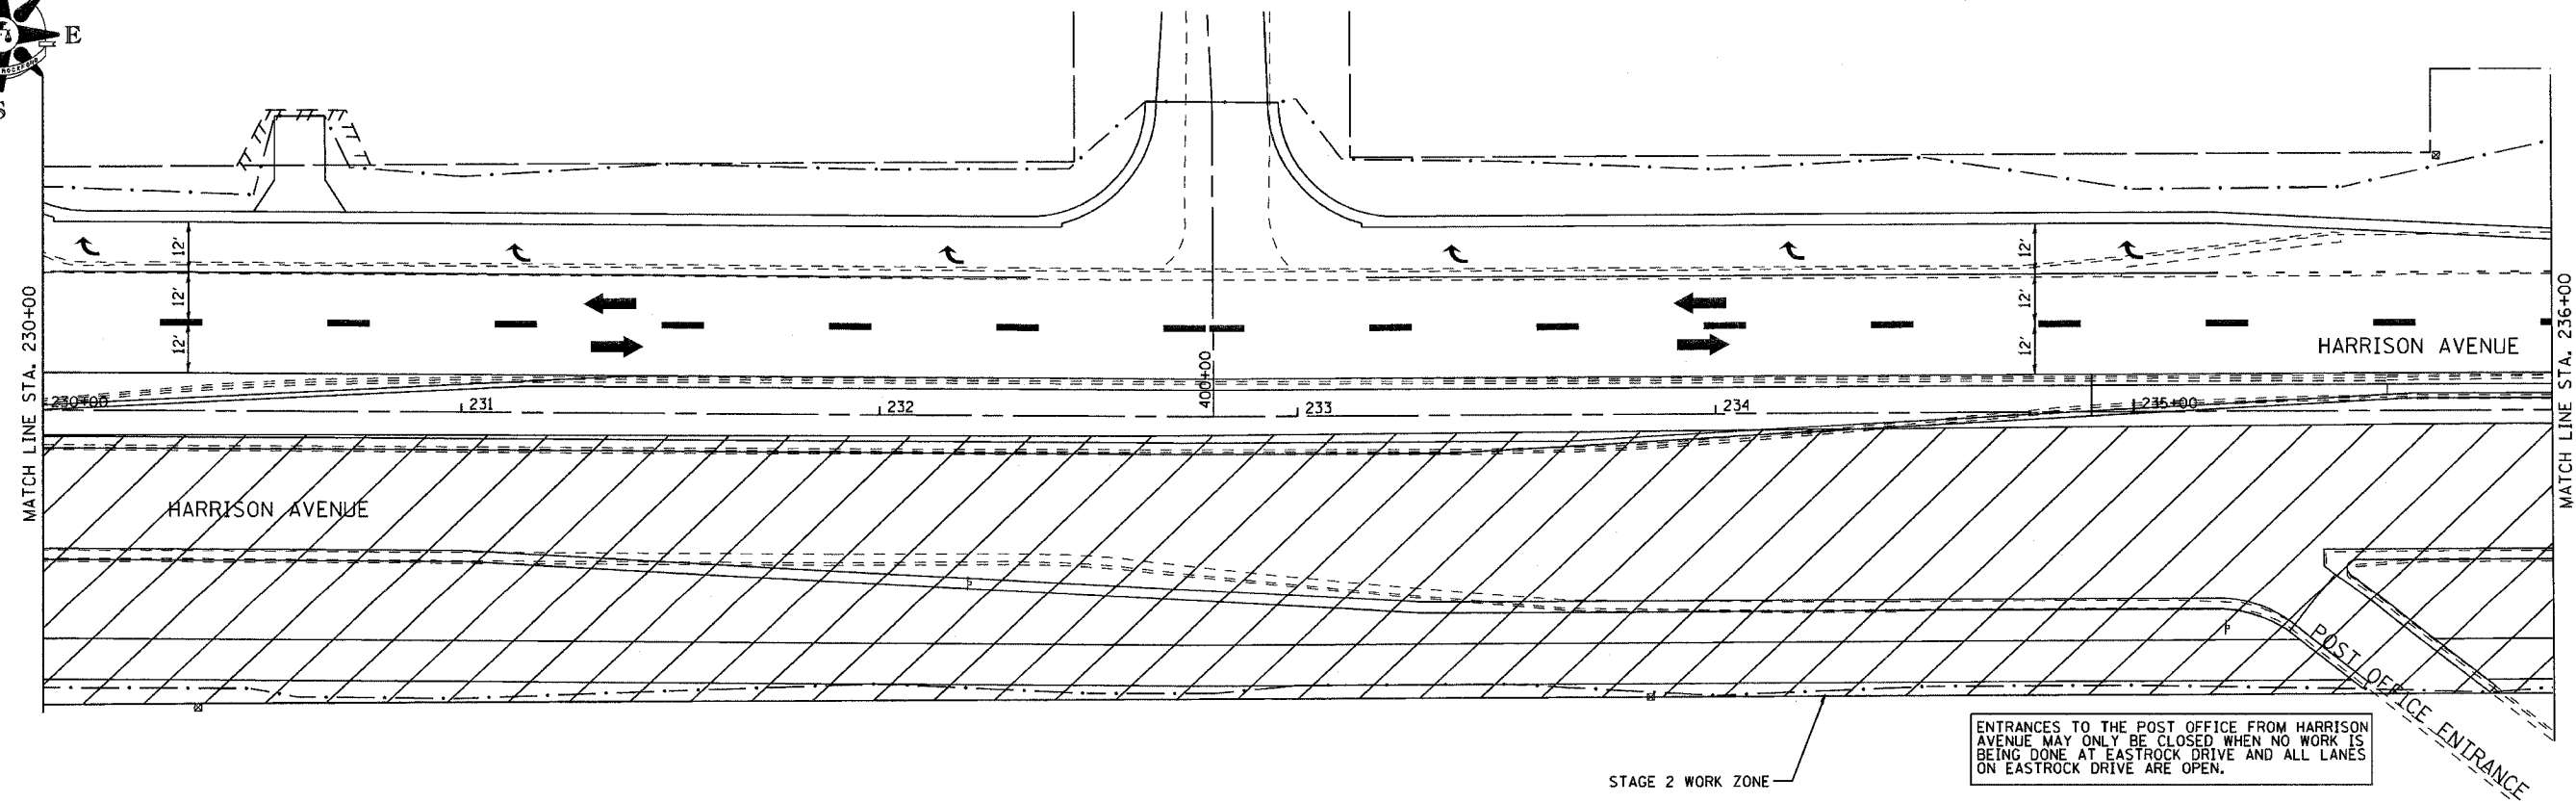 E
S
ROCKFORD
12'
12'
12'
12'
12'
12'
MATCH LINE STA. 230+00
MATCH LINE STA. 236+00
HARRISON AVENUE
230+00
231
232
400+00
233
234
235+00
HARRISON AVENUE
POST OFFICE ENTRANCE
STAGE 2 WORK ZONE
ENTRANCES TO THE POST OFFICE FROM HARRISON
AVENUE MAY ONLY BE CLOSED WHEN NO WORK IS
BEING DONE AT EASTROCK DRIVE AND ALL LANES
ON EASTROCK DRIVE ARE OPEN.